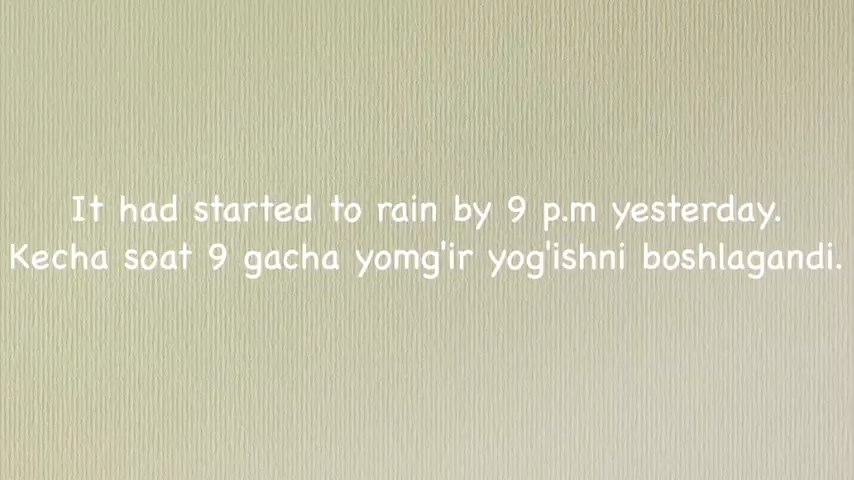 It had started to rain by 9 p.m yesterday.
Kecha soat 9 gacha yomg'ir yog'ishni boshlagandi.